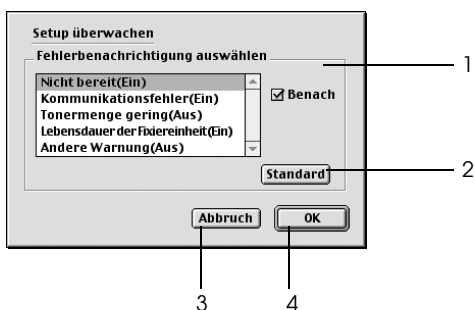 Setup überwachen
Fehlerbenachrichtigung auswählen
1
Nicht bereit(Ein)
Kommunikationsfehler(Ein)
Tonermenge gering(Aus)
Lebensdauer der Fixiereinheit(Ein)
Andere Warnung(Aus)
Benach
Standard
2
Abbruch
OK
3
4